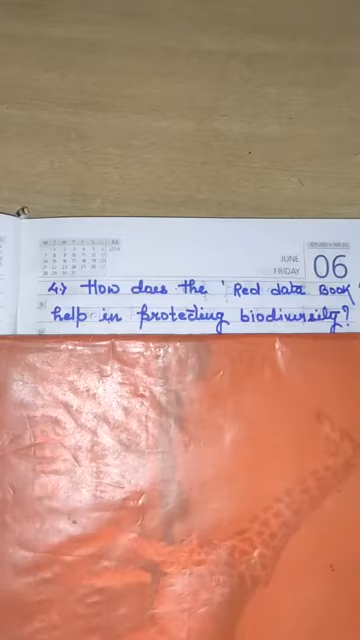 JUNE
FRIDAY
06
4.) How does the 'Red data Book'
help in protecting biodiversity?